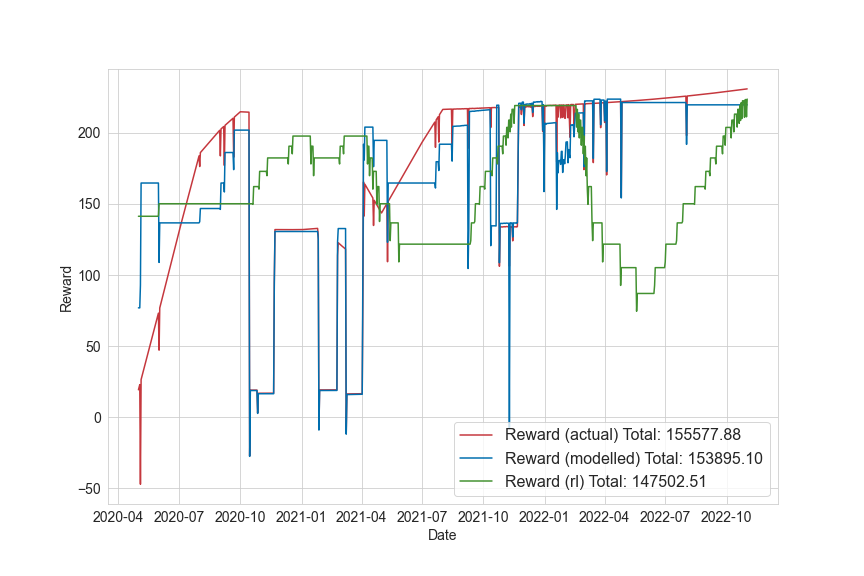 200
150
100
50
0
−50
Reward
Reward (actual) Total: 155577.88
Reward (modelled) Total: 153895.10
Reward (rl) Total: 147502.51
2020-04 2020-07 2020-10 2021-01 2021-04 2021-07 2021-10 2022-01 2022-04 2022-07 2022-10
Date